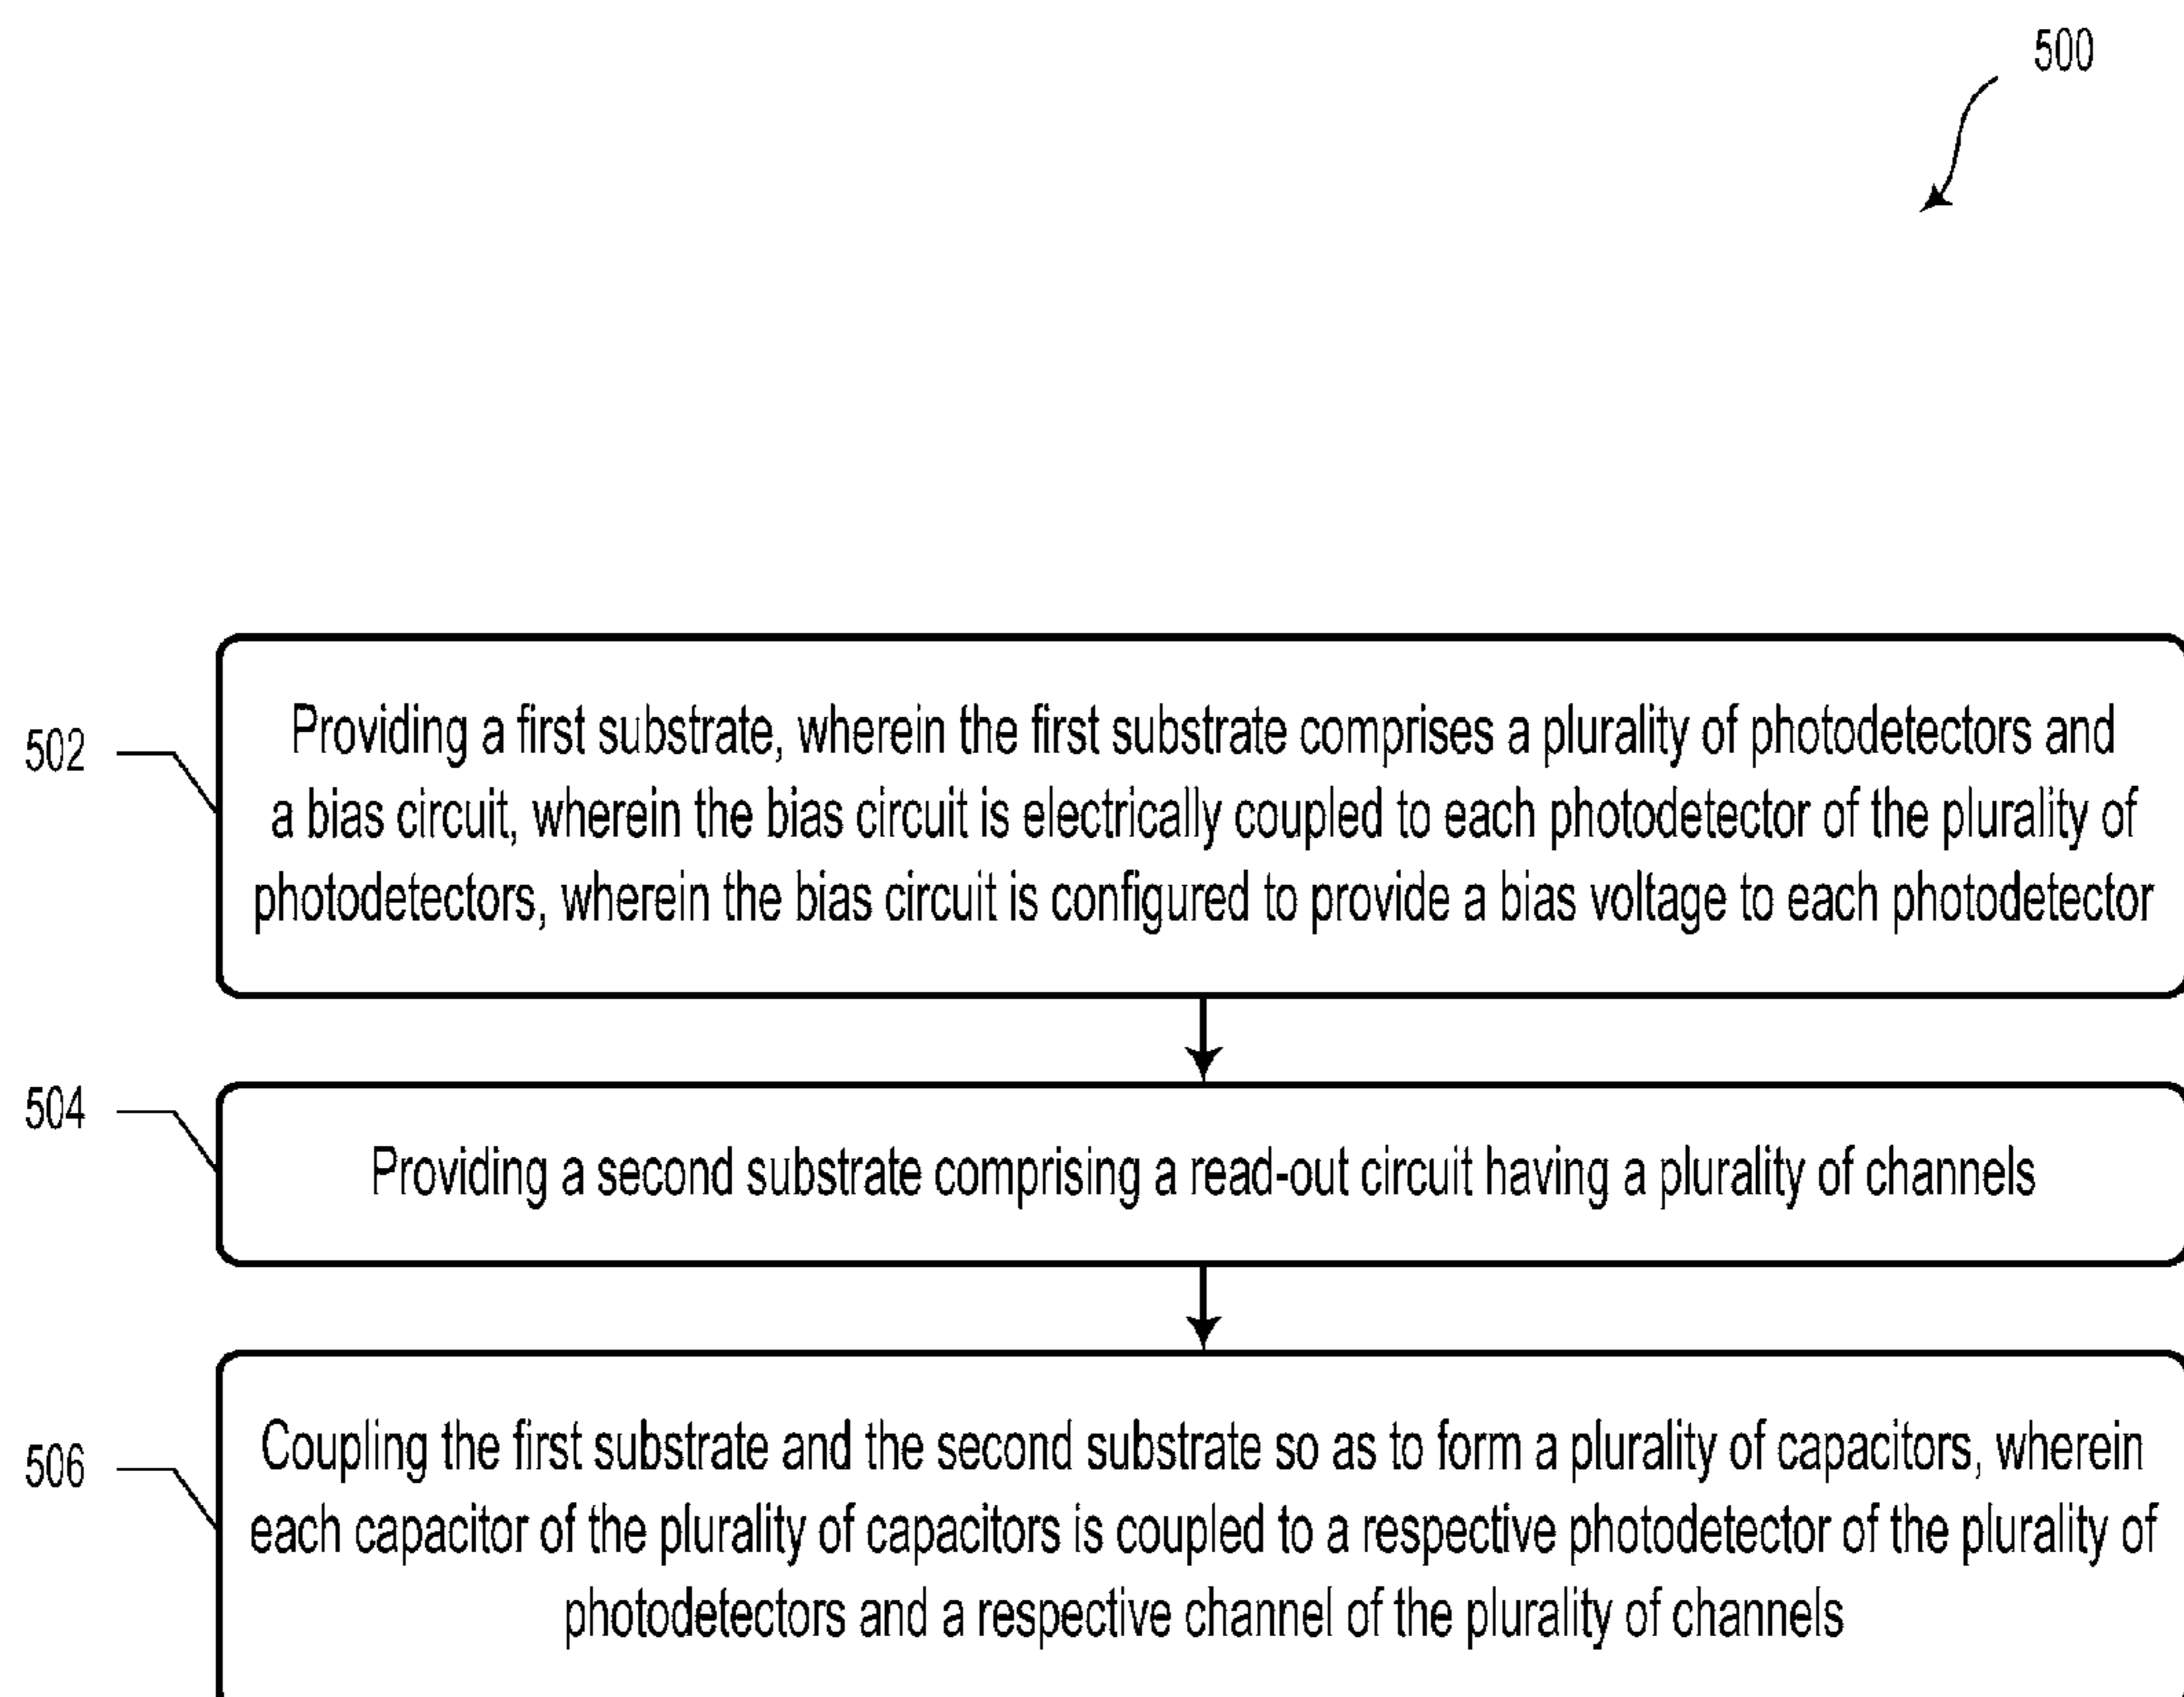 500
502
Providing a first substrate, wherein the first substrate comprises a plurality of photodetectors and
a bias circuit, wherein the bias circuit is electrically coupled to each photodetector of the plurality of
photodetectors, wherein the bias circuit is configured to provide a bias voltage to each photodetector
504
Providing a second substrate comprising a read-out circuit having a plurality of channels
506
Coupling the first substrate and the second substrate so as to form a plurality of capacitors, wherein
each capacitor of the plurality of capacitors is coupled to a respective photodetector of the plurality of
photodetectors and a respective channel of the plurality of channels